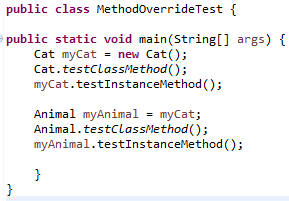 public class MethodOverrideTest {
public static void main(String[] args) {
Cat myCat = new Cat();
Cat.testClassMethod();
myCat.testInstanceMethod();
Animal myAnimal = myCat;
Animal.testClassMethod();
myAnimal.testInstanceMethod();
}
}